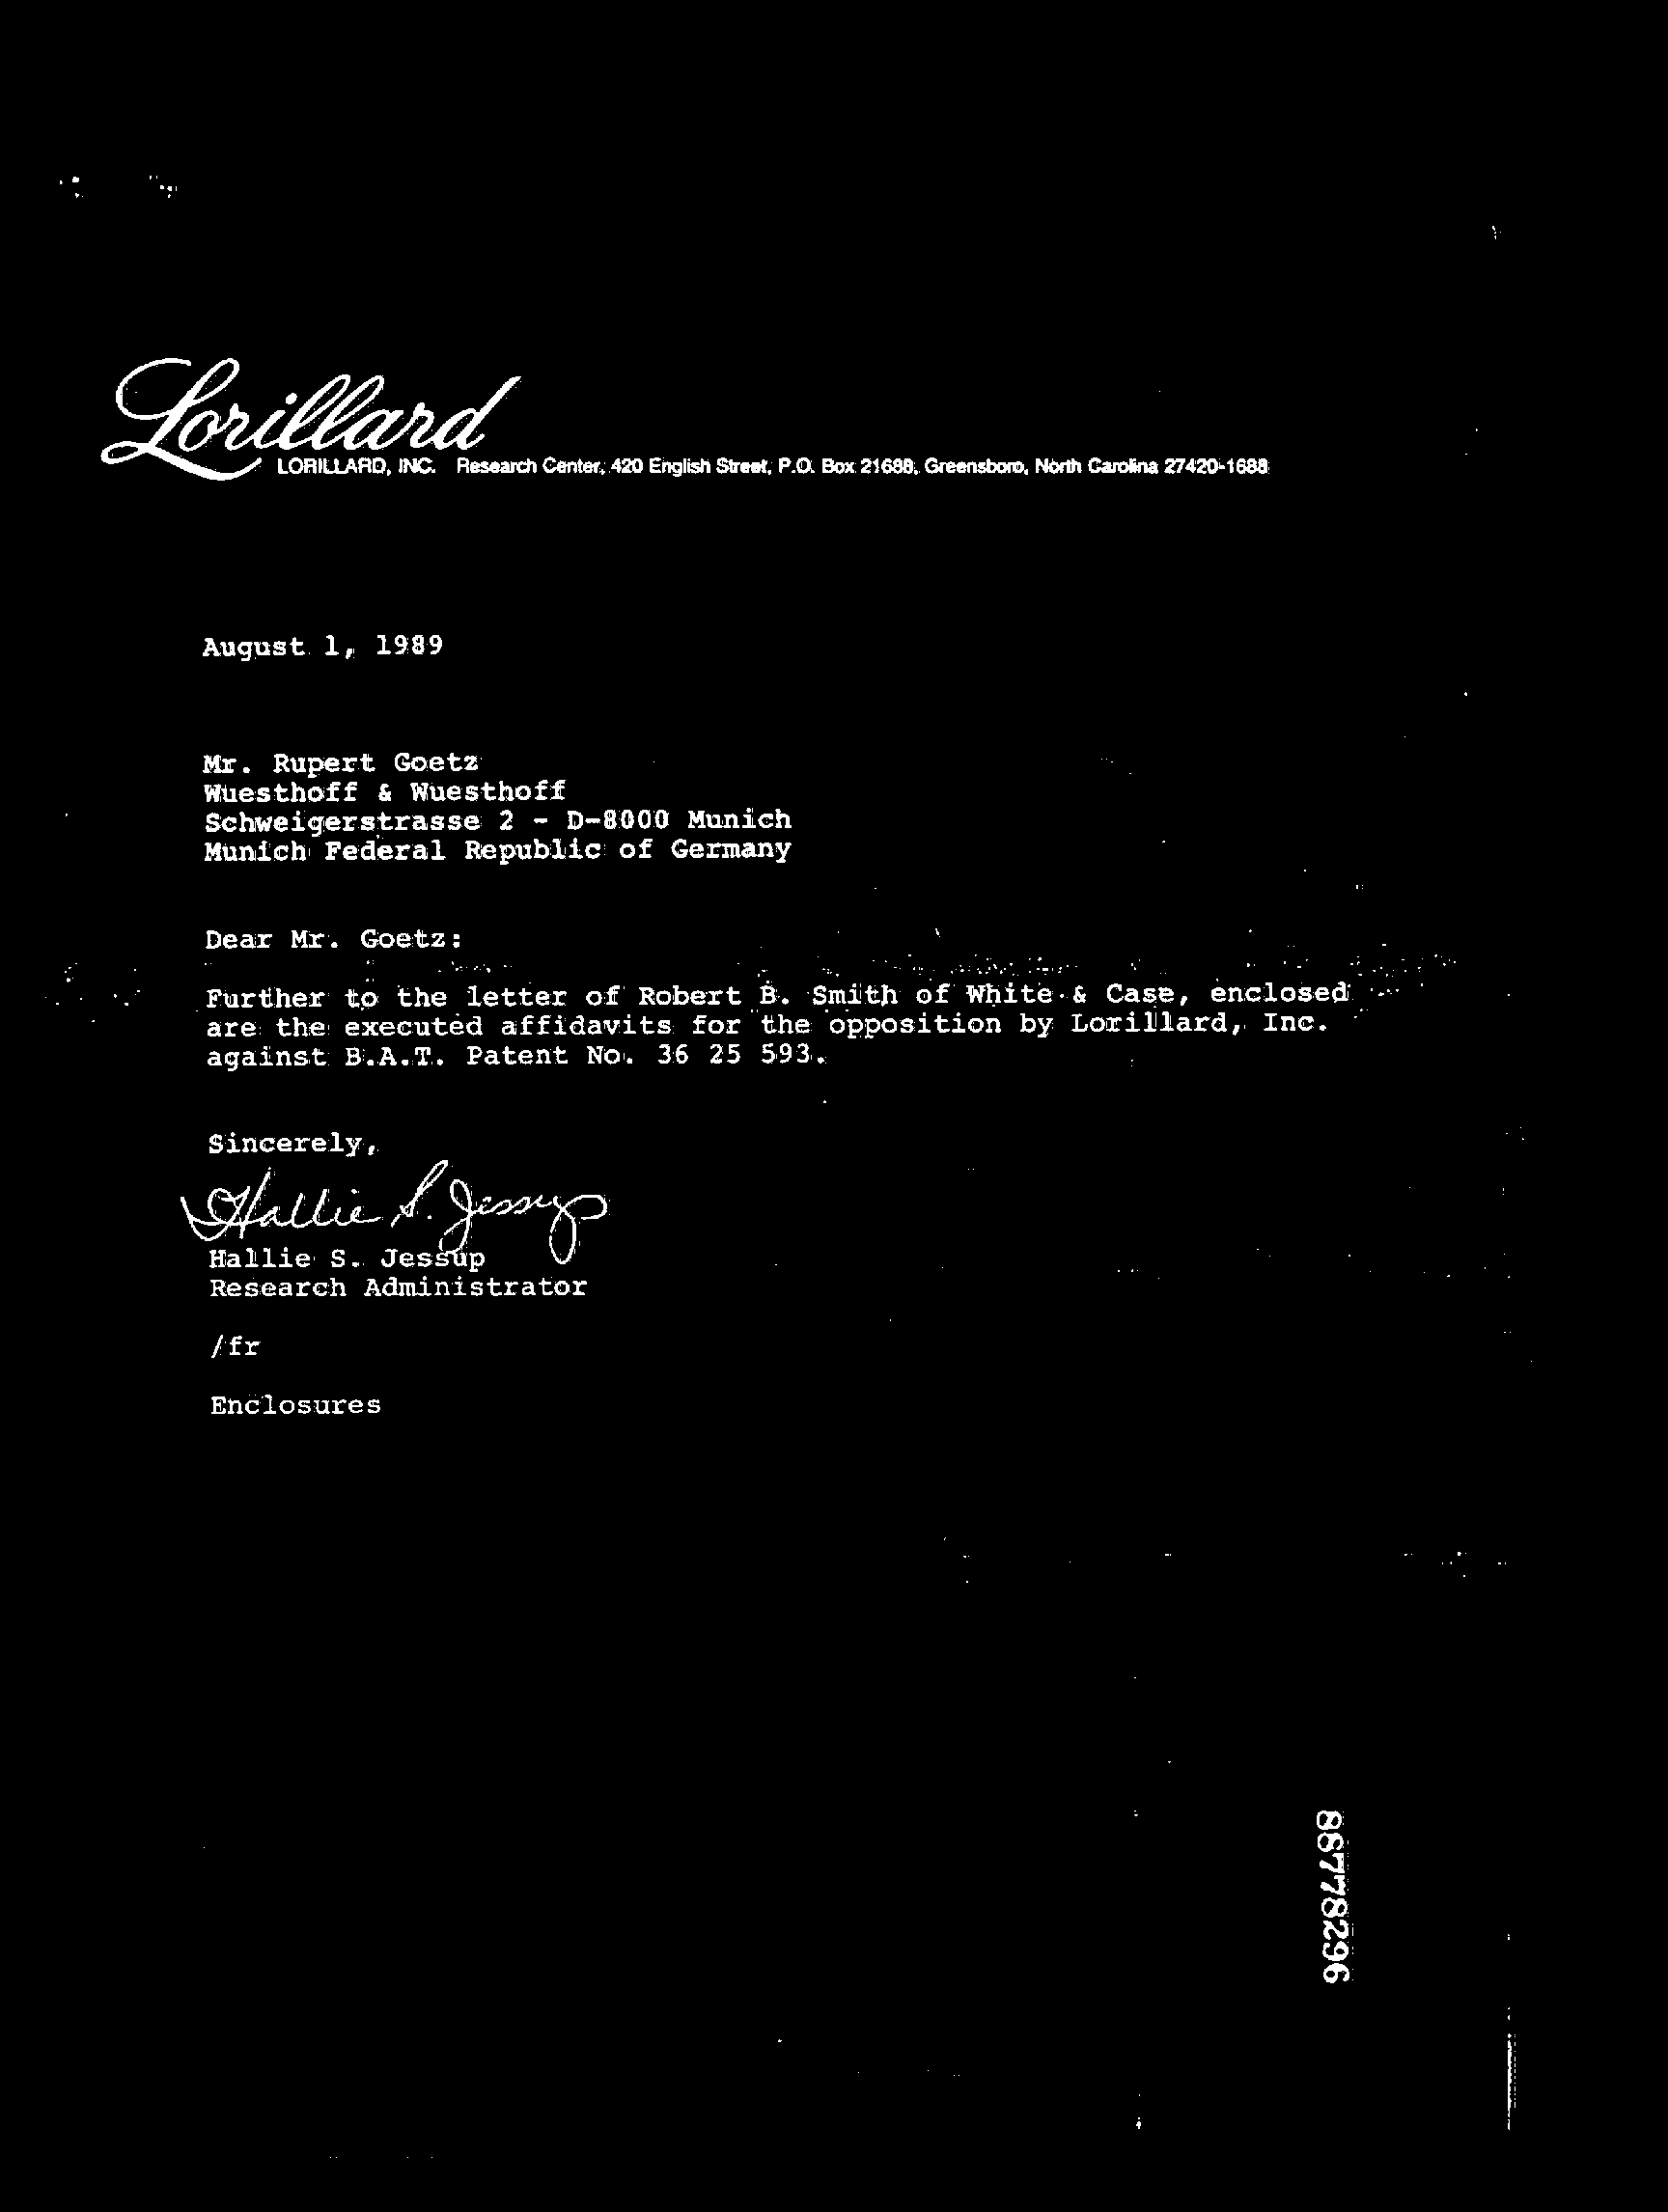 Lorillard
LORILLARD, INC. Research Center, 420 English Street, P.O. Box 21688, Greensboro, North Carolina 27420-1688
August 1, 1989
Mr. Rupert Goetz
Wuesthoff & Wuesthoff
Schweigerstrasse 2 - D-8000 Munich
Munich Federal Republic of Germany
Dear Mr. Goetz:
Further to the letter of Robert B. Smith of White & Case, enclosed
are the executed affidavits for the opposition by Lorillard, Inc.
against B.A.T. Patent No. 36 25 593.
Sincerely,
Hallie S. Jessup
Hallie S. Jessup
Research Administrator
/fr
Enclosures
88778296